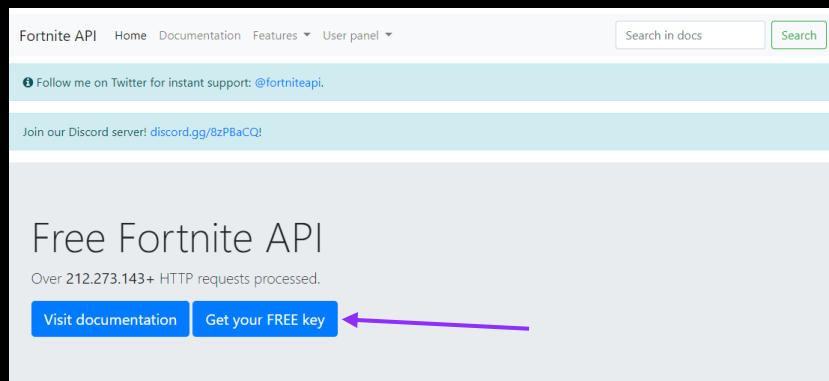 Fortnite API Home Documentation Features User panel Search in docs Search
Follow me on Twitter for instant support: @fortniteapi.
Join our Discord server! discord.gg/8zPBaCQ!
Free Fortnite API
Over 212.273.143+ HTTP requests processed.
Visit documentation Get your FREE key